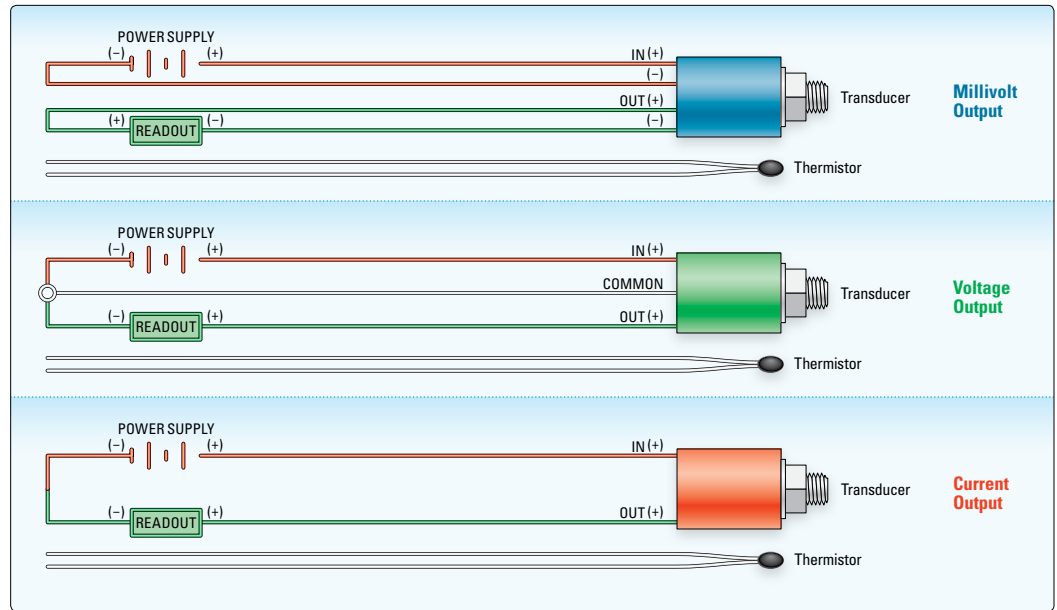 POWER SUPPLY
(−) (+) IN (+)
(−)
OUT (+)
(+) READOUT (−) (−)
Transducer
Millivolt
Output
Thermistor
POWER SUPPLY
(−) (+) IN (+)
COMMON
(−) READOUT (+) OUT (+)
Transducer
Voltage
Output
Thermistor
POWER SUPPLY
(−) (+) IN (+)
(−) READOUT (+) OUT (+)
Transducer
Current
Output
Thermistor